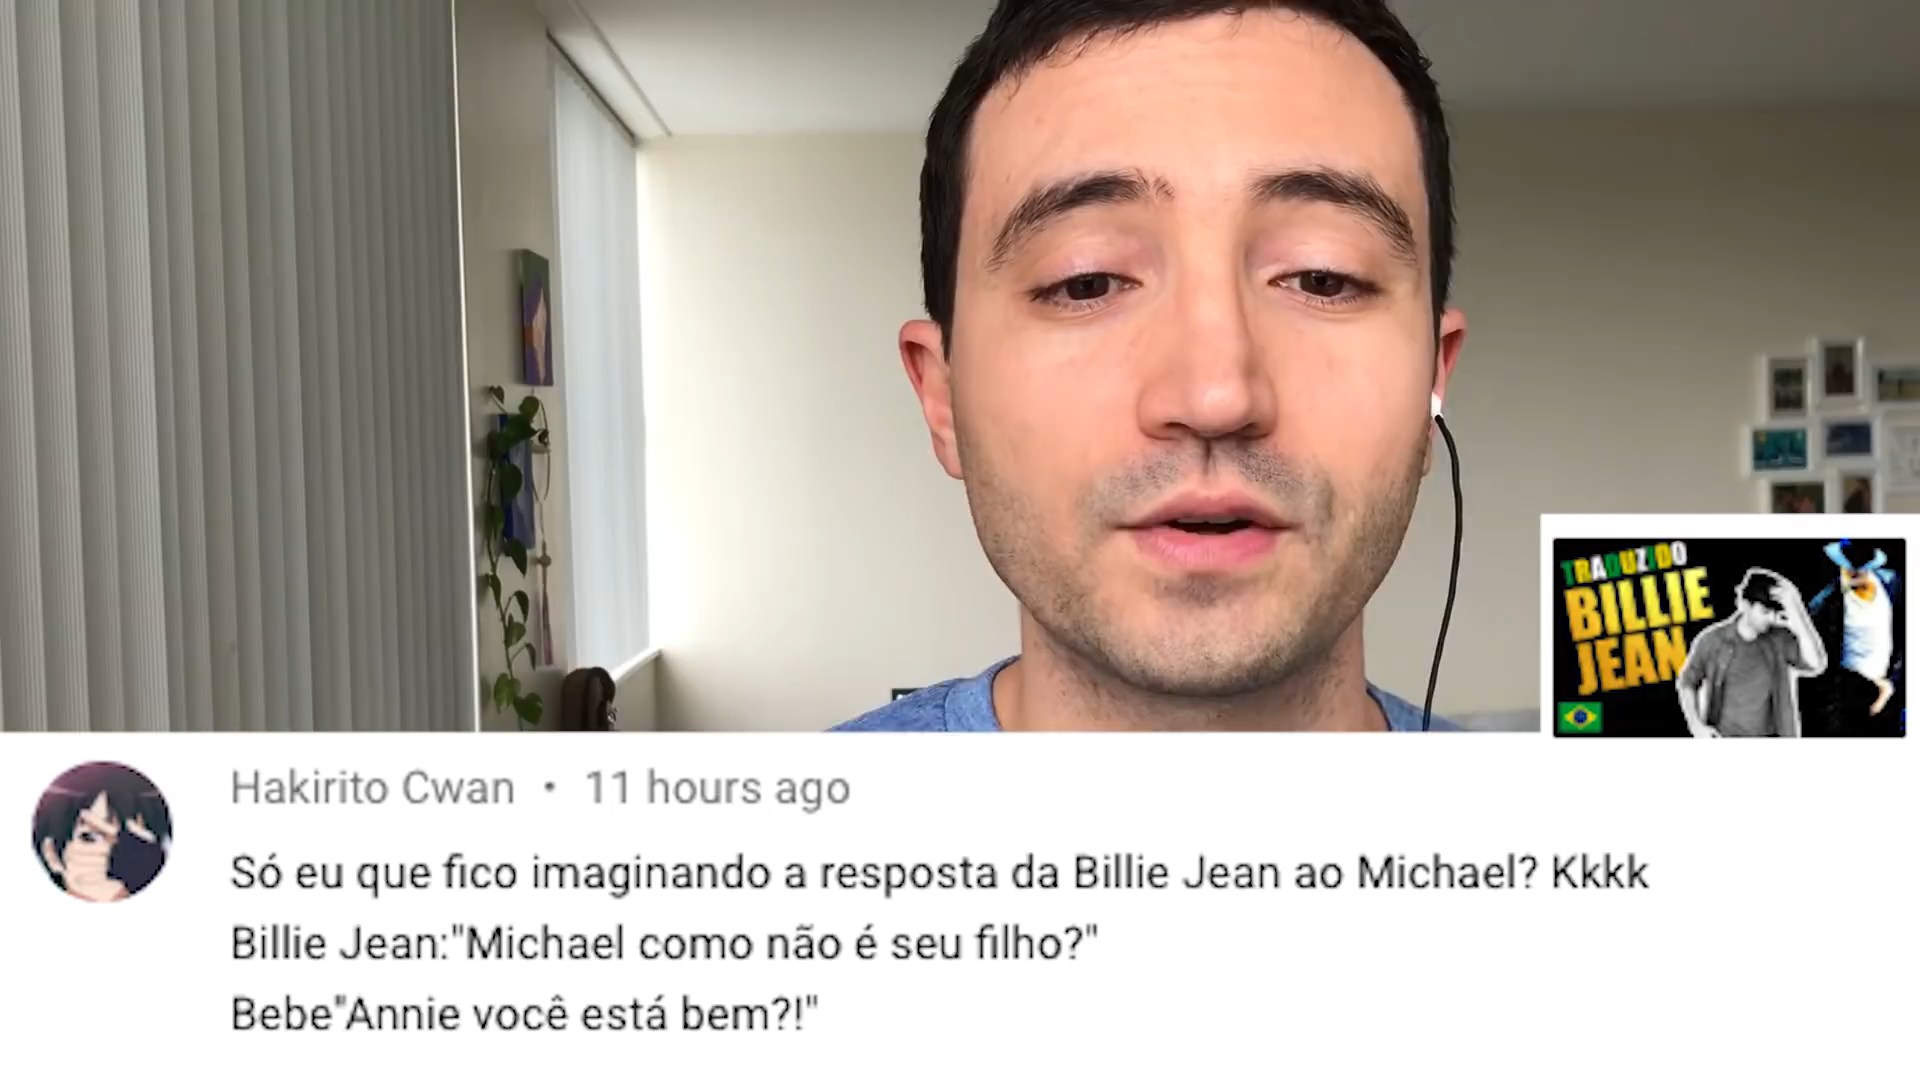 TRADUZIDO
BILLIE
JEAN
Hakirito Cwan • 11 hours ago
Só eu que fico imaginando a resposta da Billie Jean ao Michael? Kkkk
Billie Jean:"Michael como não é seu filho?"
Bebe"Annie você está bem?!"